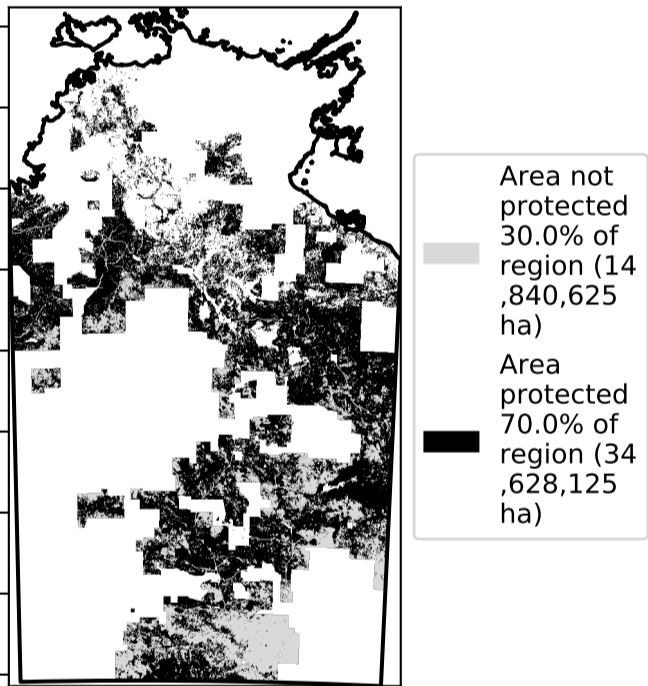 Area not
protected
30.0% of
region (14
,840,625
ha)
Area
protected
70.0% of
region (34
,628,125
ha)